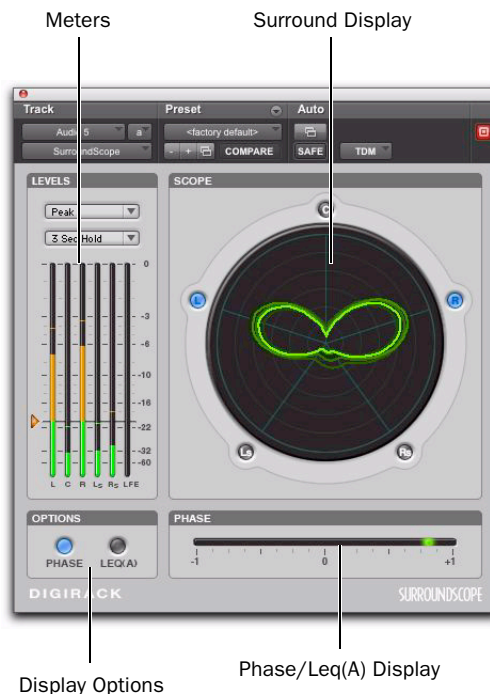 Meters
Surround Display
Track
Preset
Auto
Audio 5
a
<factory default>
SurroundScope
- + COMPARE
SAFE
TDM
LEVELS
SCOPE
Peak
3 Sec Hold
0
-3
-6
-10
-16
-22
-32
-60
L C R Ls Rs LFE
C
L
R
Ls
Rs
OPTIONS
PHASE
PHASE
LEQ(A)
-1
0
+1
DIGIRACK
SURROUNDSCOPE
Display Options
Phase/Leq(A) Display